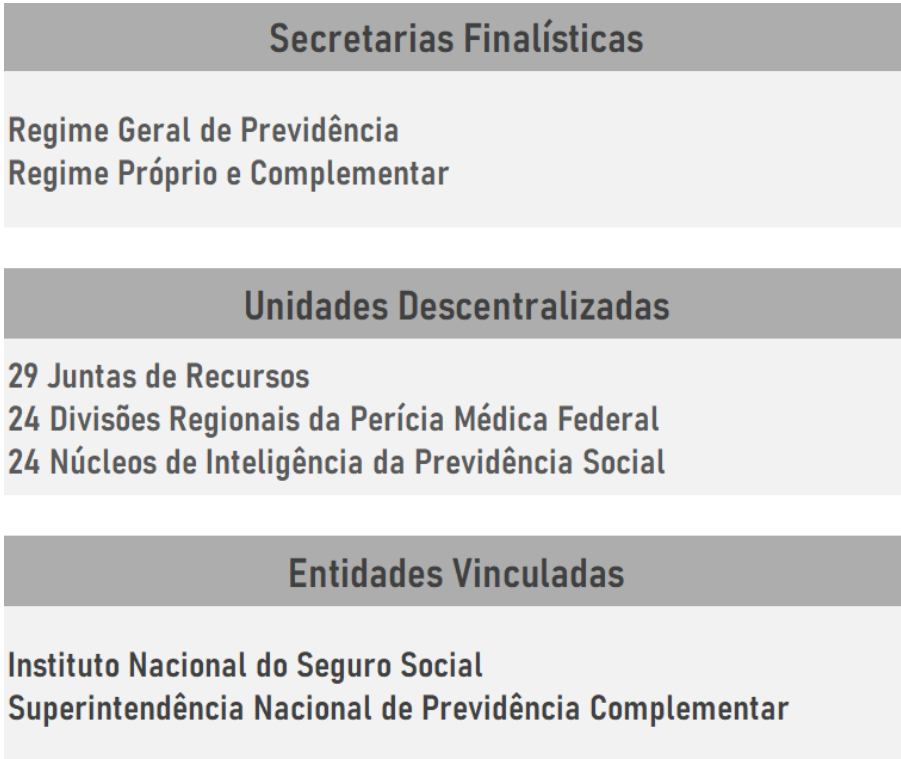 Secretarias Finalísticas
Regime Geral de Previdência
Regime Próprio e Complementar
Unidades Descentralizadas
29 Juntas de Recursos
24 Divisões Regionais da Perícia Médica Federal
24 Núcleos de Inteligência da Previdência Social
Entidades Vinculadas
Instituto Nacional do Seguro Social
Superintendência Nacional de Previdência Complementar